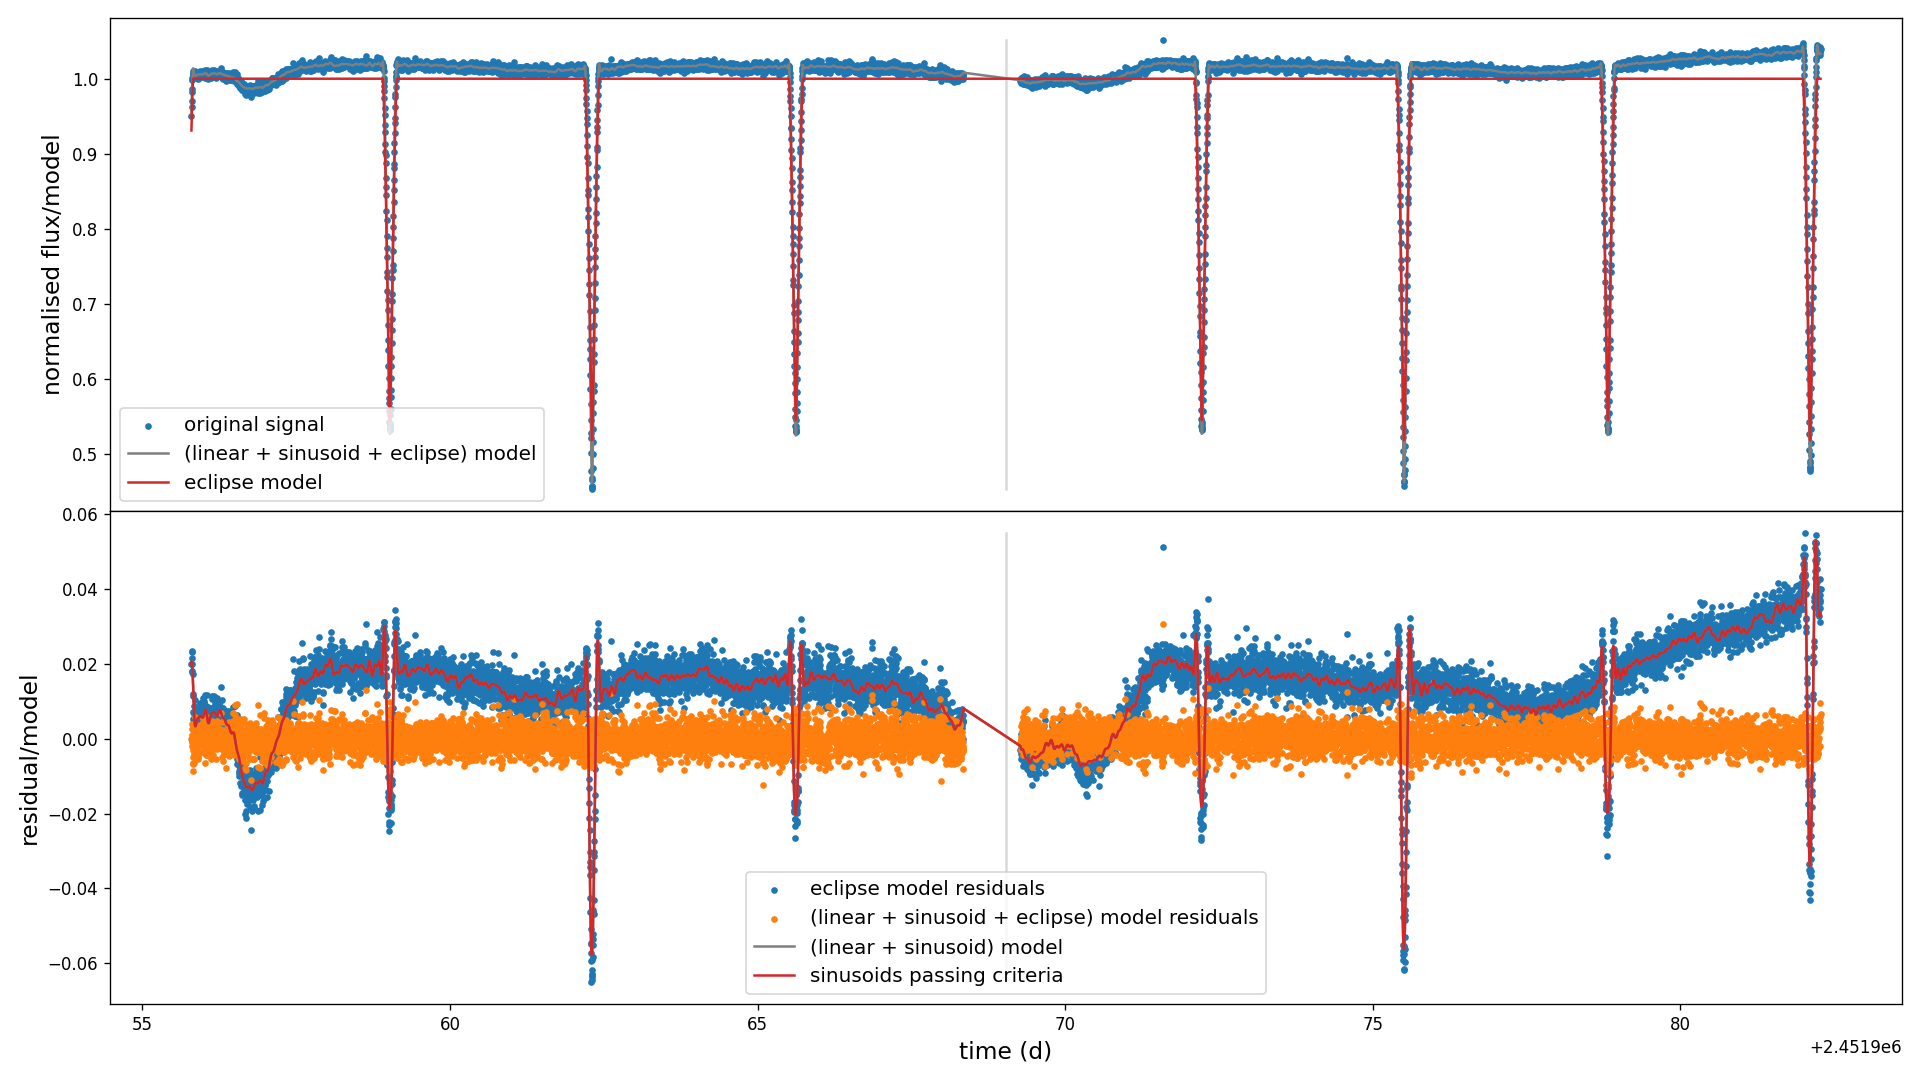 normalised flux/model
1.0
0.9
0.8
0.7
0.6
0.5
original signal
(linear + sinusoid + eclipse) model
eclipse model
residual/model
0.06
0.04
0.02
0.00
−0.02
−0.04
−0.06
eclipse model residuals
(linear + sinusoid + eclipse) model residuals
(linear + sinusoid) model
sinusoids passing criteria
55 60 65 70 75 80
time (d)
+2.4519e6